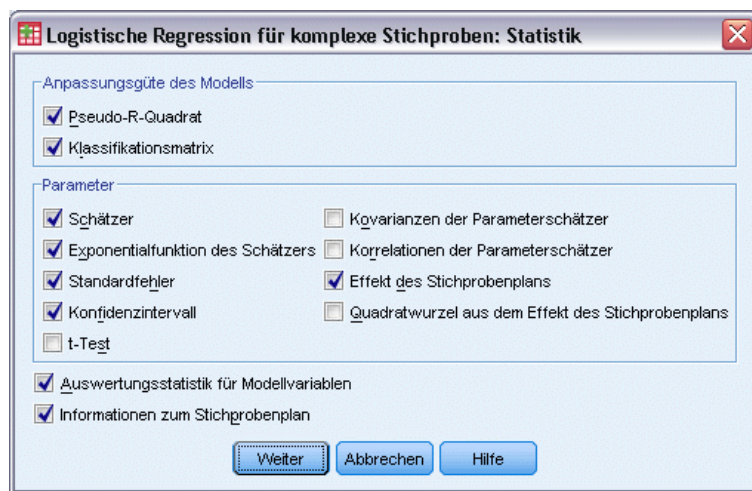 Logistische Regression für komplexe Stichproben: Statistik
Anpassungsgüte des Modells
Pseudo-R-Quadrat
Klassifikationsmatrix
Parameter
Schätzer
Kovarianzen der Parameterschätzer
Exponentialfunktion des Schätzers
Korrelationen der Parameterschätzer
Standardfehler
Effekt des Stichprobenplans
Konfidenzintervall
Quadratwurzel aus dem Effekt des Stichprobenplans
t-Test
Auswertungsstatistik für Modellvariablen
Informationen zum Stichprobenplan
Weiter
Abbrechen
Hilfe